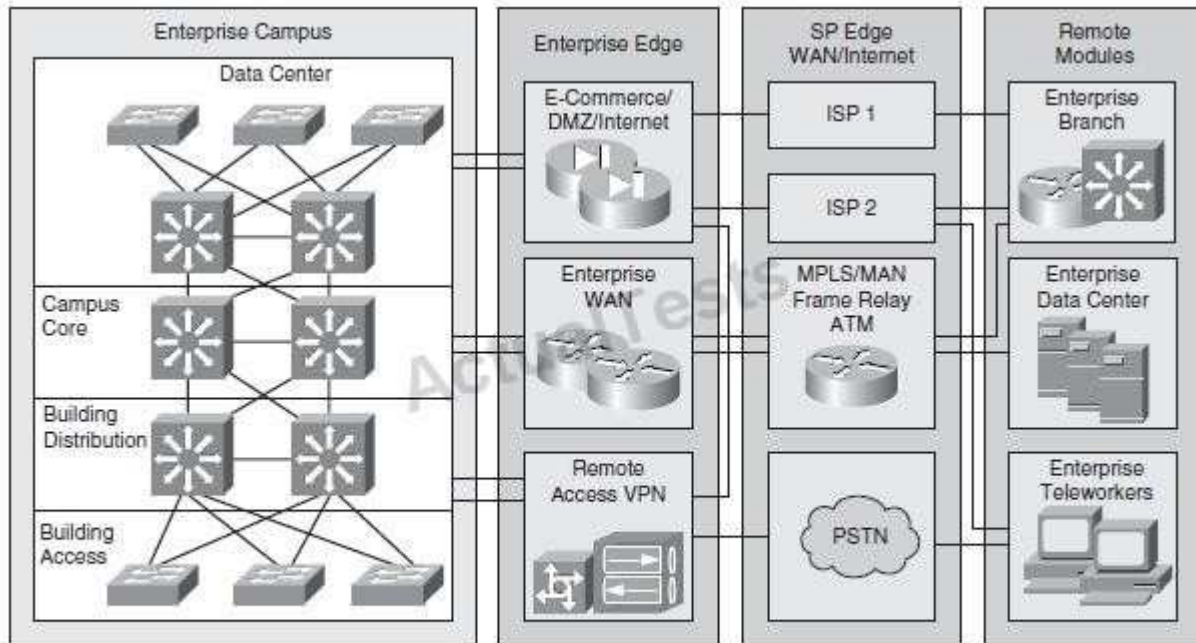 Enterprise Campus
Data Center
Campus
Core
Building
Distribution
Building
Access
Enterprise Edge
E-Commerce/
DMZ/Internet
Enterprise
WAN
Remote
Access VPN
SP Edge
WAN/Internet
ISP 1
ISP 2
MPLS/MAN
Frame Relay
ATM
PSTN
Remote
Modules
Enterprise
Branch
Enterprise
Data Center
Enterprise
Teleworkers
ActualTests